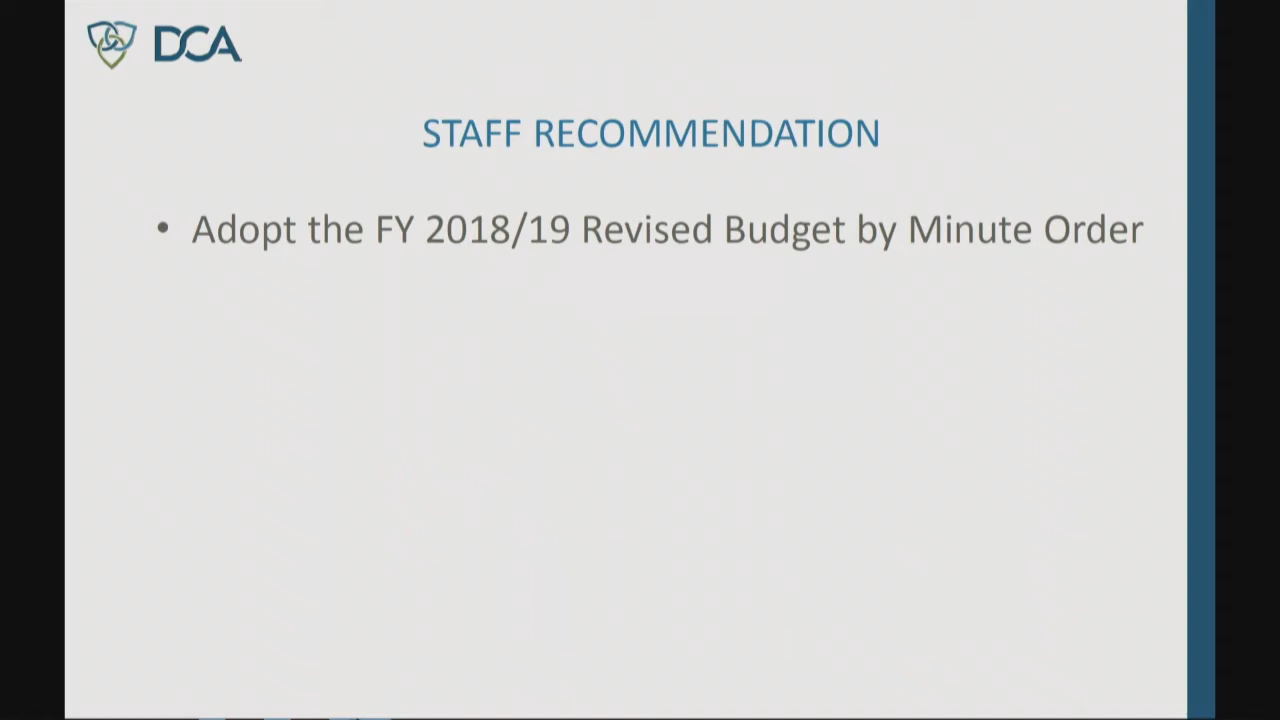 DCA
STAFF RECOMMENDATION
• Adopt the FY 2018/19 Revised Budget by Minute Order